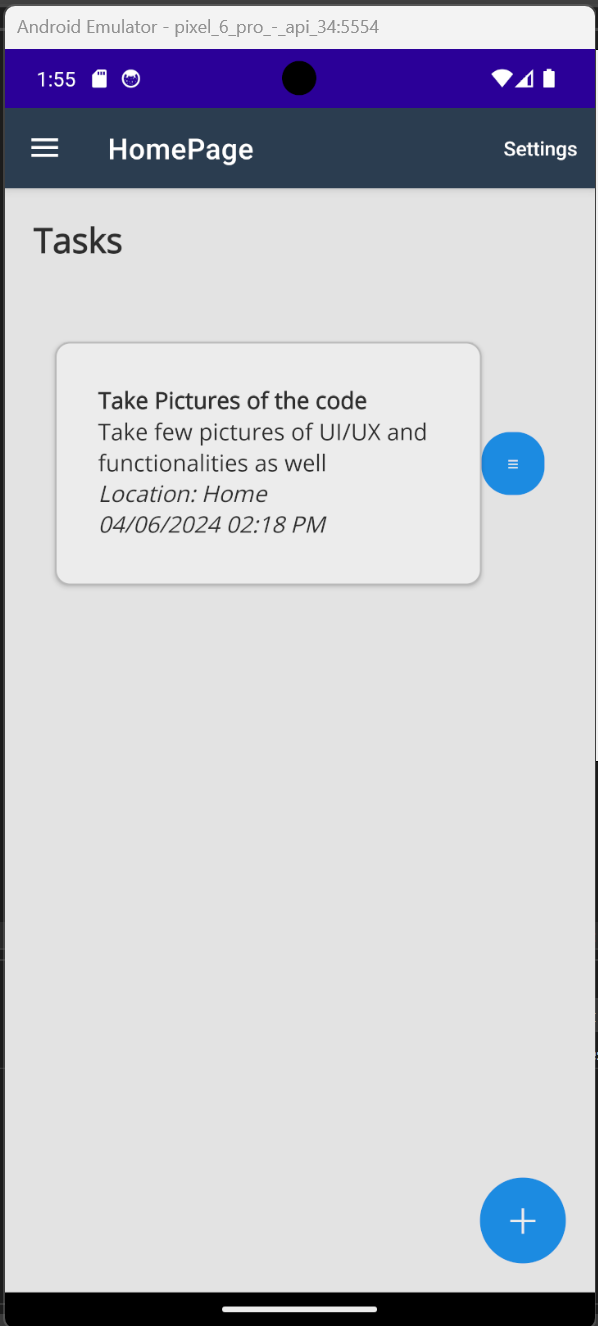 Android Emulator - pixel_6_pro_-_api_34:5554
1:55
HomePage
Settings
Tasks
Take Pictures of the code
Take few pictures of UI/UX and
functionalities as well
Location: Home
04/06/2024 02:18 PM